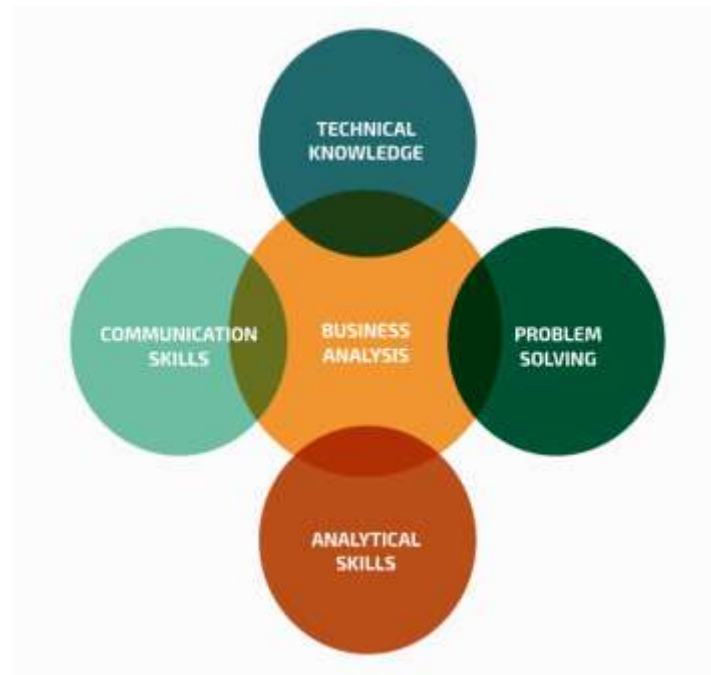 TECHNICAL
KNOWLEDGE
COMMUNICATION
SKILLS
BUSINESS
ANALYSIS
PROBLEM
SOLVING
ANALYTICAL
SKILLS